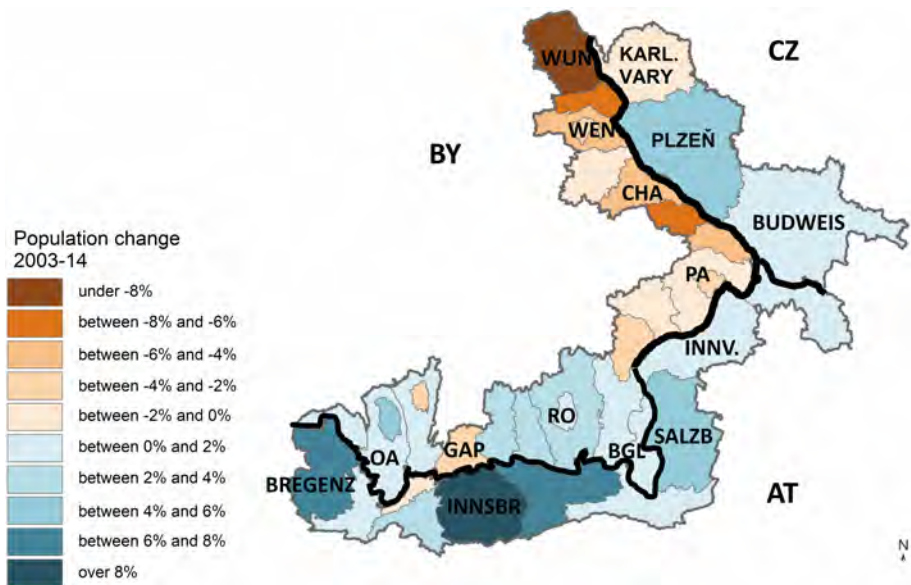 CZ
KARL.
VARY
WUN
WEN
PLZEŇ
BY
CHA
BUDWEIS
PA
INNV.
Population change
2003-14
under -8%
between -8% and -6%
between -6% and -4%
between -4% and -2%
between -2% and 0%
between 0% and 2%
between 2% and 4%
between 4% and 6%
between 6% and 8%
over 8%
RO
SALZB
GAP
BGL
OA
BREGENZ
INNSBR
AT
N